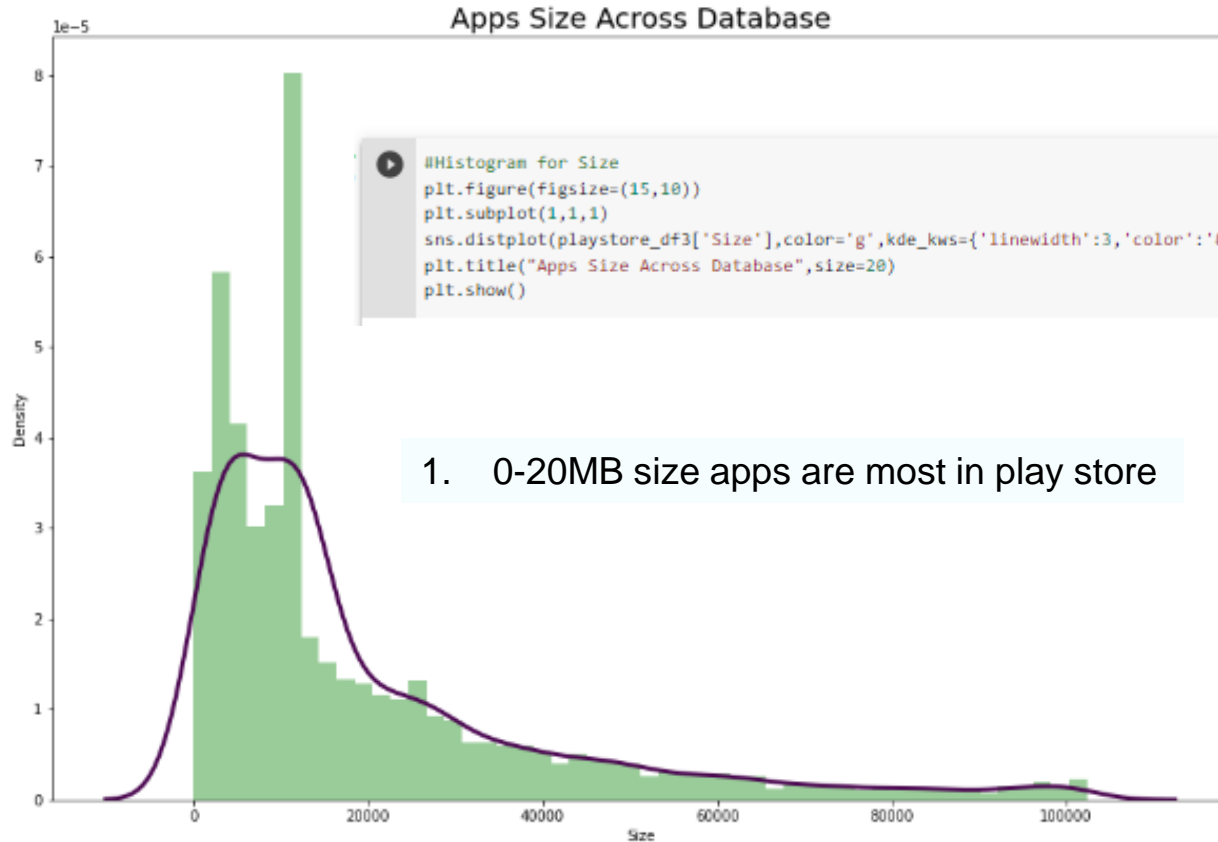 Apps Size Across Database
1e−5
8
7
6
5
4
3
2
1
0
Density
#Histogram for Size
plt.figure(figsize=(15,10))
plt.subplot(1,1,1)
sns.distplot(playstore_df3['Size'],color='g',kde_kws={'linewidth':3,'color':'
plt.title("Apps Size Across Database",size=20)
plt.show()
1. 0-20MB size apps are most in play store
0 20000 40000 60000 80000 100000
Size